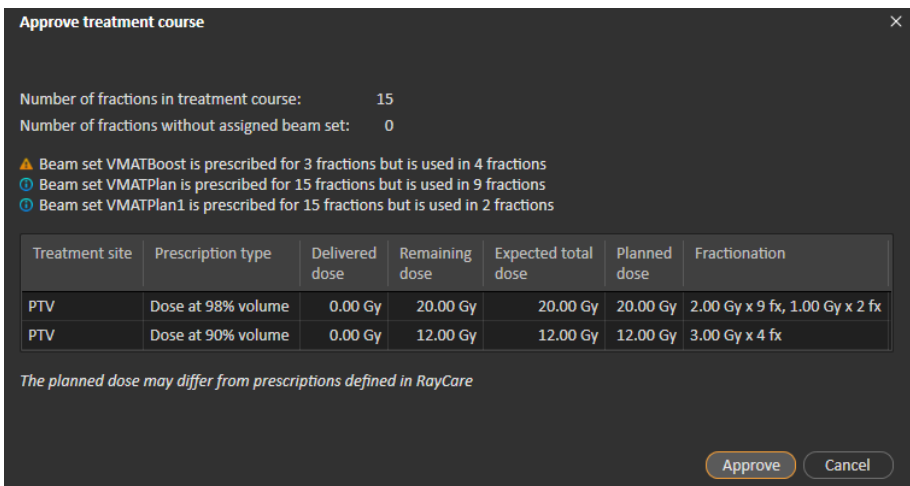 Approve treatment course
Number of fractions in treatment course: 15
Number of fractions without assigned beam set: 0
Beam set VMATBoost is prescribed for 3 fractions but is used in 4 fractions
Beam set VMATPlan is prescribed for 15 fractions but is used in 9 fractions
Beam set VMATPlan1 is prescribed for 15 fractions but is used in 2 fractions
Treatment site Prescription type Delivered dose Remaining dose Expected total dose Planned dose Fractionation
PTV Dose at 98% volume 0.00 Gy 20.00 Gy 20.00 Gy 20.00 Gy 2.00 Gy x 9 fx, 1.00 Gy x 2 fx
PTV Dose at 90% volume 0.00 Gy 12.00 Gy 12.00 Gy 12.00 Gy 3.00 Gy x 4 fx
The planned dose may differ from prescriptions defined in RayCare
Approve Cancel